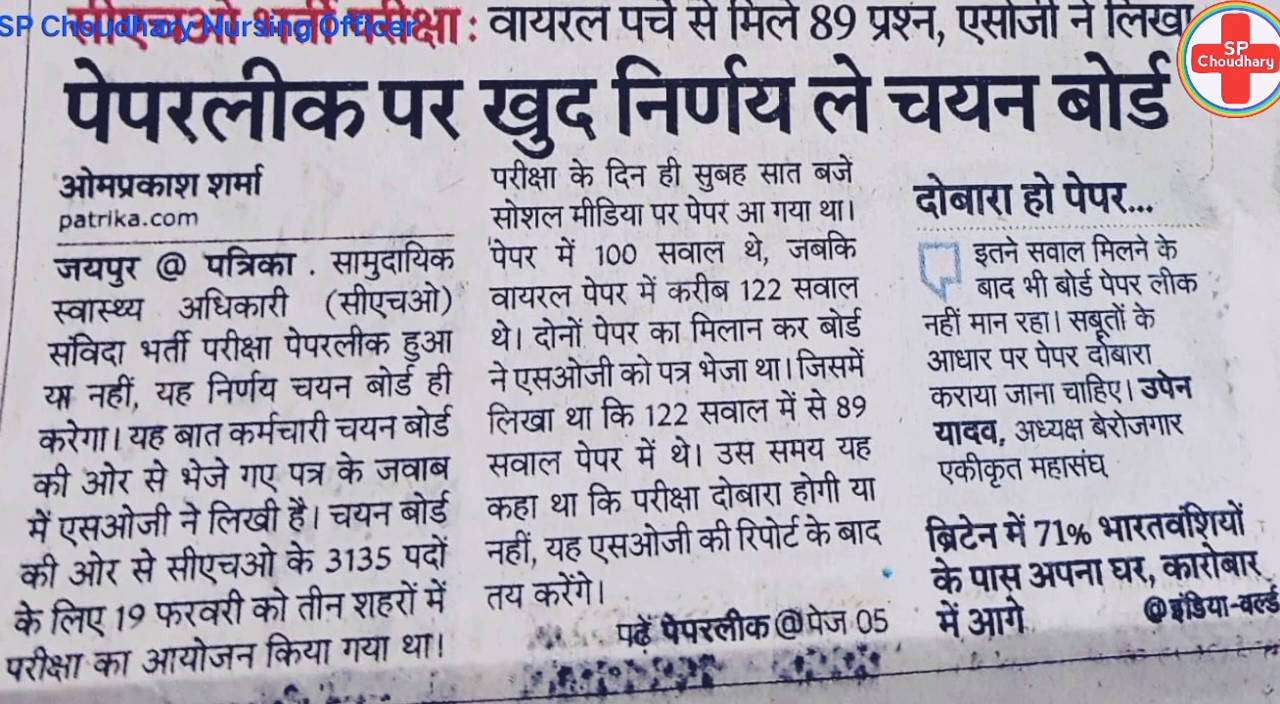 सीएचओ भर्ती परीक्षा: वायरल पर्चे से मिले 89 प्रश्न, एसोजी ने लिखा
SP Choudhary Nursing Officer
SP
Choudhary
पेपरलीक पर खुद निर्णय ले चयन बोर्ड
ओमप्रकाश शर्मा
patrika.com
जयपुर @ पत्रिका. सामुदायिक
स्वास्थ्य अधिकारी (सीएचओ)
संविदा भर्ती परीक्षा पेपरलीक हुआ
या नहीं, यह निर्णय चयन बोर्ड ही
करेगा। यह बात कर्मचारी चयन बोर्ड
की ओर से भेजे गए पत्र के जवाब
में एसओजी ने लिखी है। चयन बोर्ड
की ओर से सीएचओ के 3135 पदों
के लिए 19 फरवरी को तीन शहरों में
परीक्षा का आयोजन किया गया था।
परीक्षा के दिन ही सुबह सात बजे
सोशल मीडिया पर पेपर आ गया था।
पेपर में 100 सवाल थे, जबकि
वायरल पेपर में करीब 122 सवाल
थे। दोनों पेपर का मिलान कर बोर्ड
ने एसओजी को पत्र भेजा था। जिसमें
लिखा था कि 122 सवाल में से 89
सवाल पेपर में थे। उस समय यह
कहा था कि परीक्षा दोबारा होगी या
नहीं, यह एसओजी की रिपोर्ट के बाद
तय करेंगे।
पढ़ें पेपरलीक @ पेज 05
दोबारा हो पेपर...
इतने सवाल मिलने के
बाद भी बोर्ड पेपर लीक
नहीं मान रहा। सबूतों के
आधार पर पेपर दोबारा
कराया जाना चाहिए। उपेन
यादव, अध्यक्ष बेरोजगार
एकीकृत महासंघ
ब्रिटेन में 71% भारतवंशियों
के पास अपना घर, कारोबार
में आगे @इंडिया-वर्ल्ड